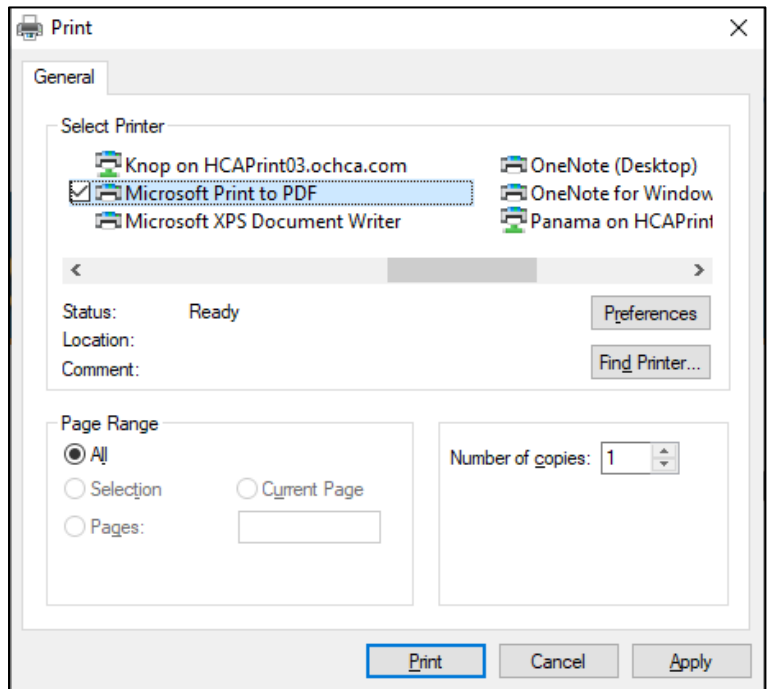 Print
General
Select Printer
Knop on HCAPrint03.ochca.com
OneNote (Desktop)
Microsoft Print to PDF
OneNote for Window
Microsoft XPS Document Writer
Panama on HCAPrint
Status: Ready
Preferences
Location:
Comment:
Find Printer...
Page Range
All
Number of copies: 1
Selection
Current Page
Pages:
Print
Cancel
Apply